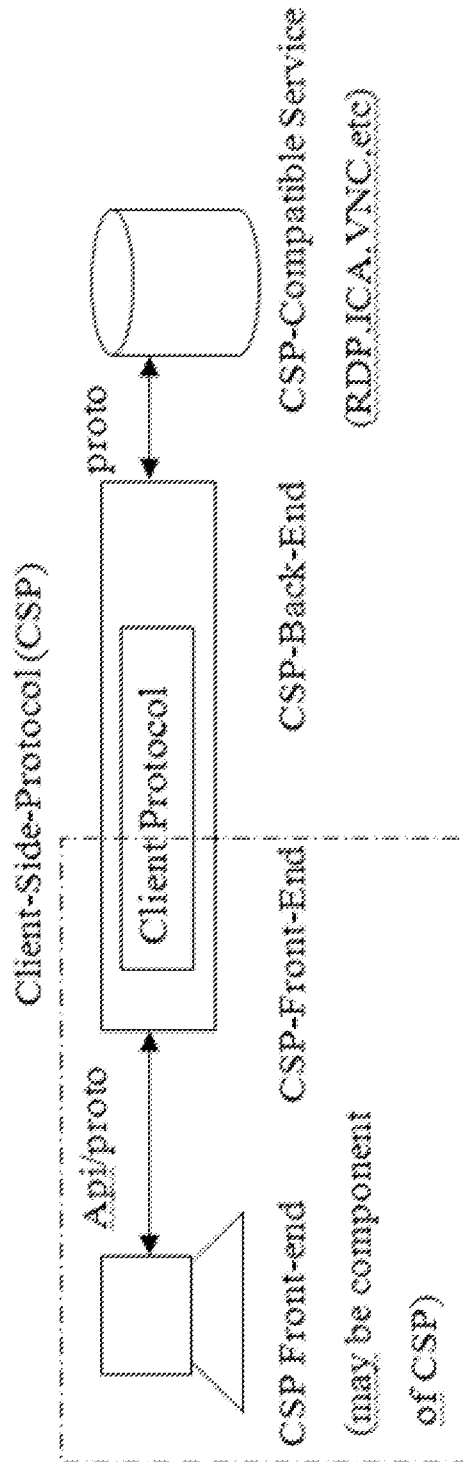 Client-Side-Protocol (CSP)
Api/proto
proto
Client Protocol
CSP Front-end
(may be component
of CSP)
CSP-Front-End
CSP-Back-End
CSP-Compatible Service
(RDP.ICA.VNC.etc)